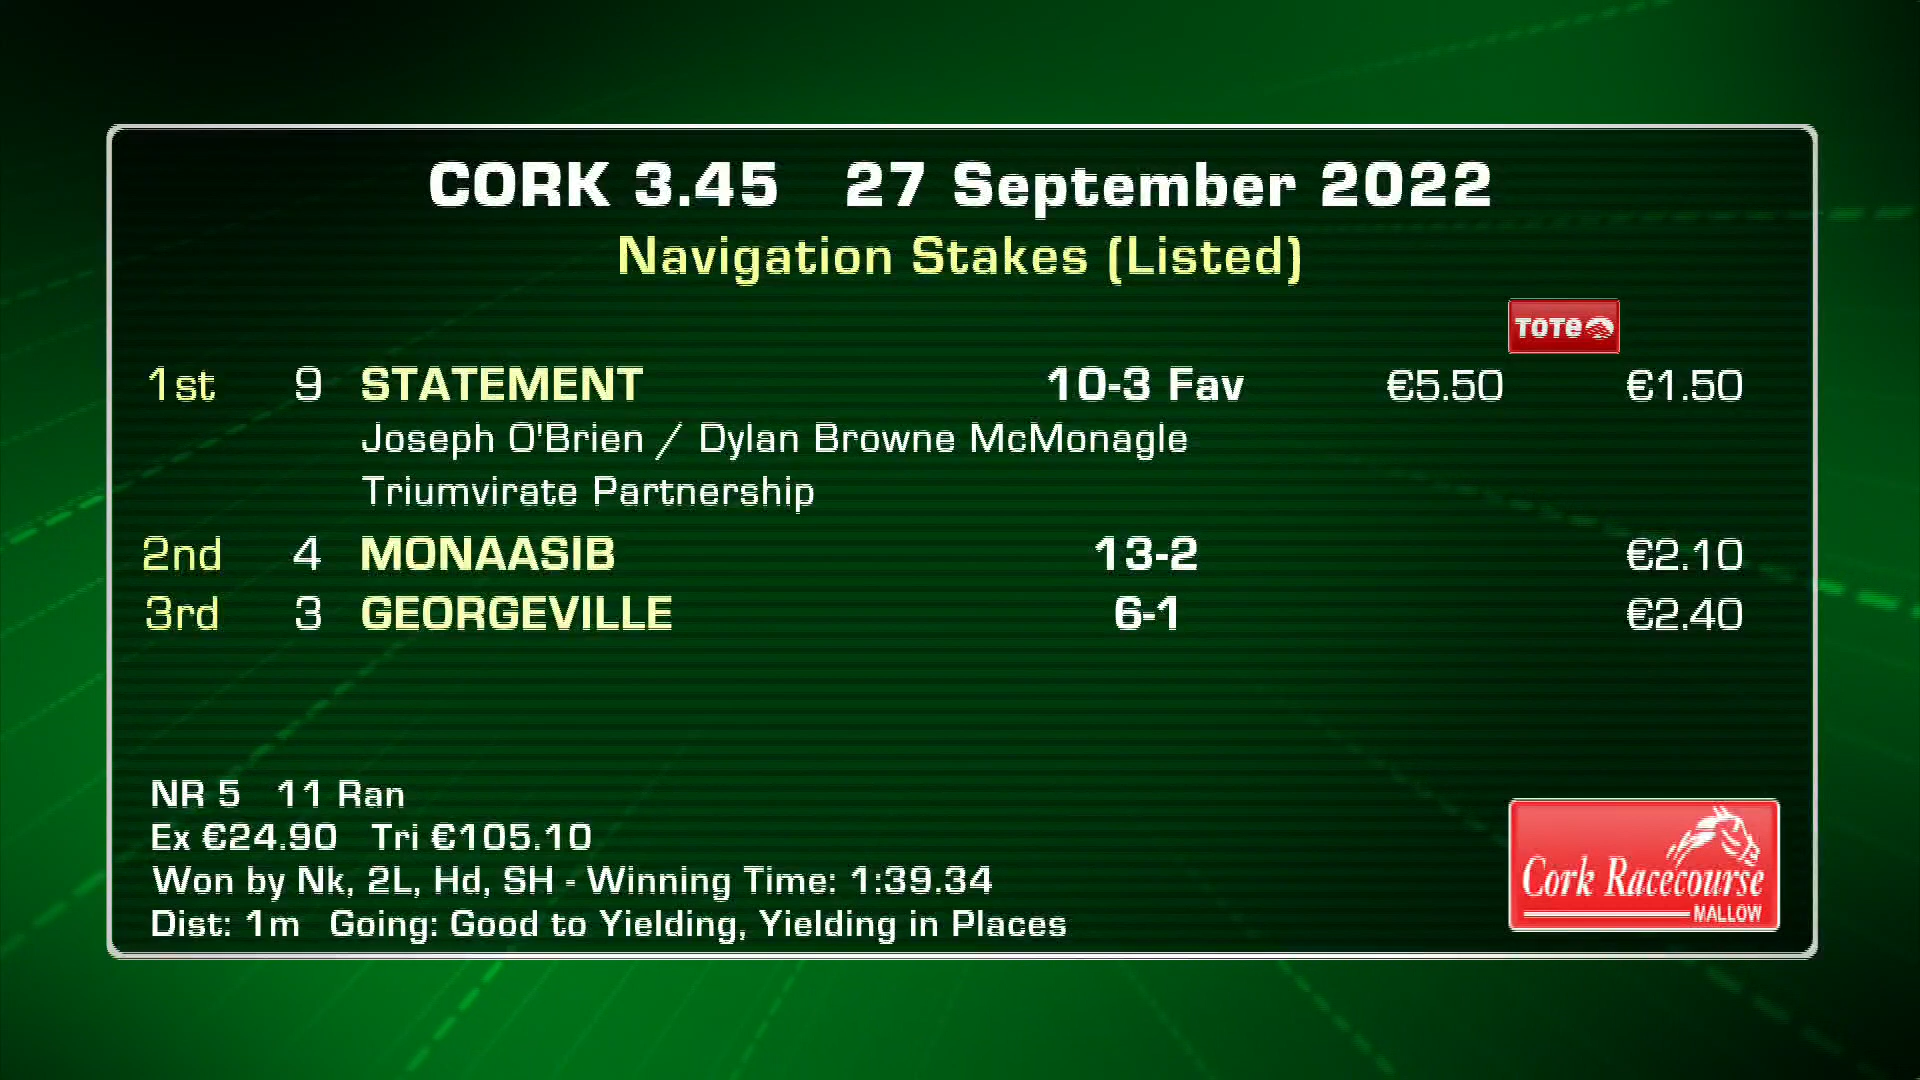 CORK 3.45 27 September 2022
Navigation Stakes (Listed)
TOTE
1st 9 STATEMENT 10-3 Fav €5.50 €1.50
Joseph O'Brien / Dylan Browne McMonagle
Triumvirate Partnership
2nd 4 MONAASIB 13-2 €2.10
3rd 3 GEORGEVILLE 6-1 €2.40
NR 5 11 Ran
Ex €24.90 Tri €105.10
Won by Nk, 2L, Hd, SH - Winning Time: 1:39.34
Dist: 1m Going: Good to Yielding, Yielding in Places
Cork Racecourse
MALLOW